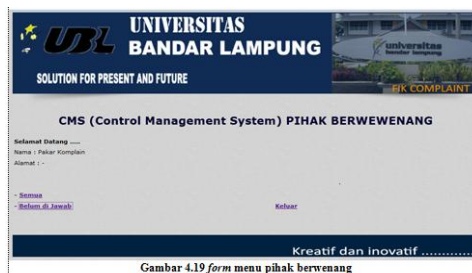 UBL
UNIVERSITAS
BANDAR LAMPUNG
universitas
bandar lampung
SOLUTION FOR PRESENT AND FUTURE
FIK COMPLAINT
CMS (Control Management System) PIHAK BERWEWENANG
Selamat Datang .....
Nama : Pakar Komplain
Alamat : -
- Semua
- Belum di Jawab
Keluar
Kreatif dan inovatif ............
Gambar 4.19 form menu pihak berwenang